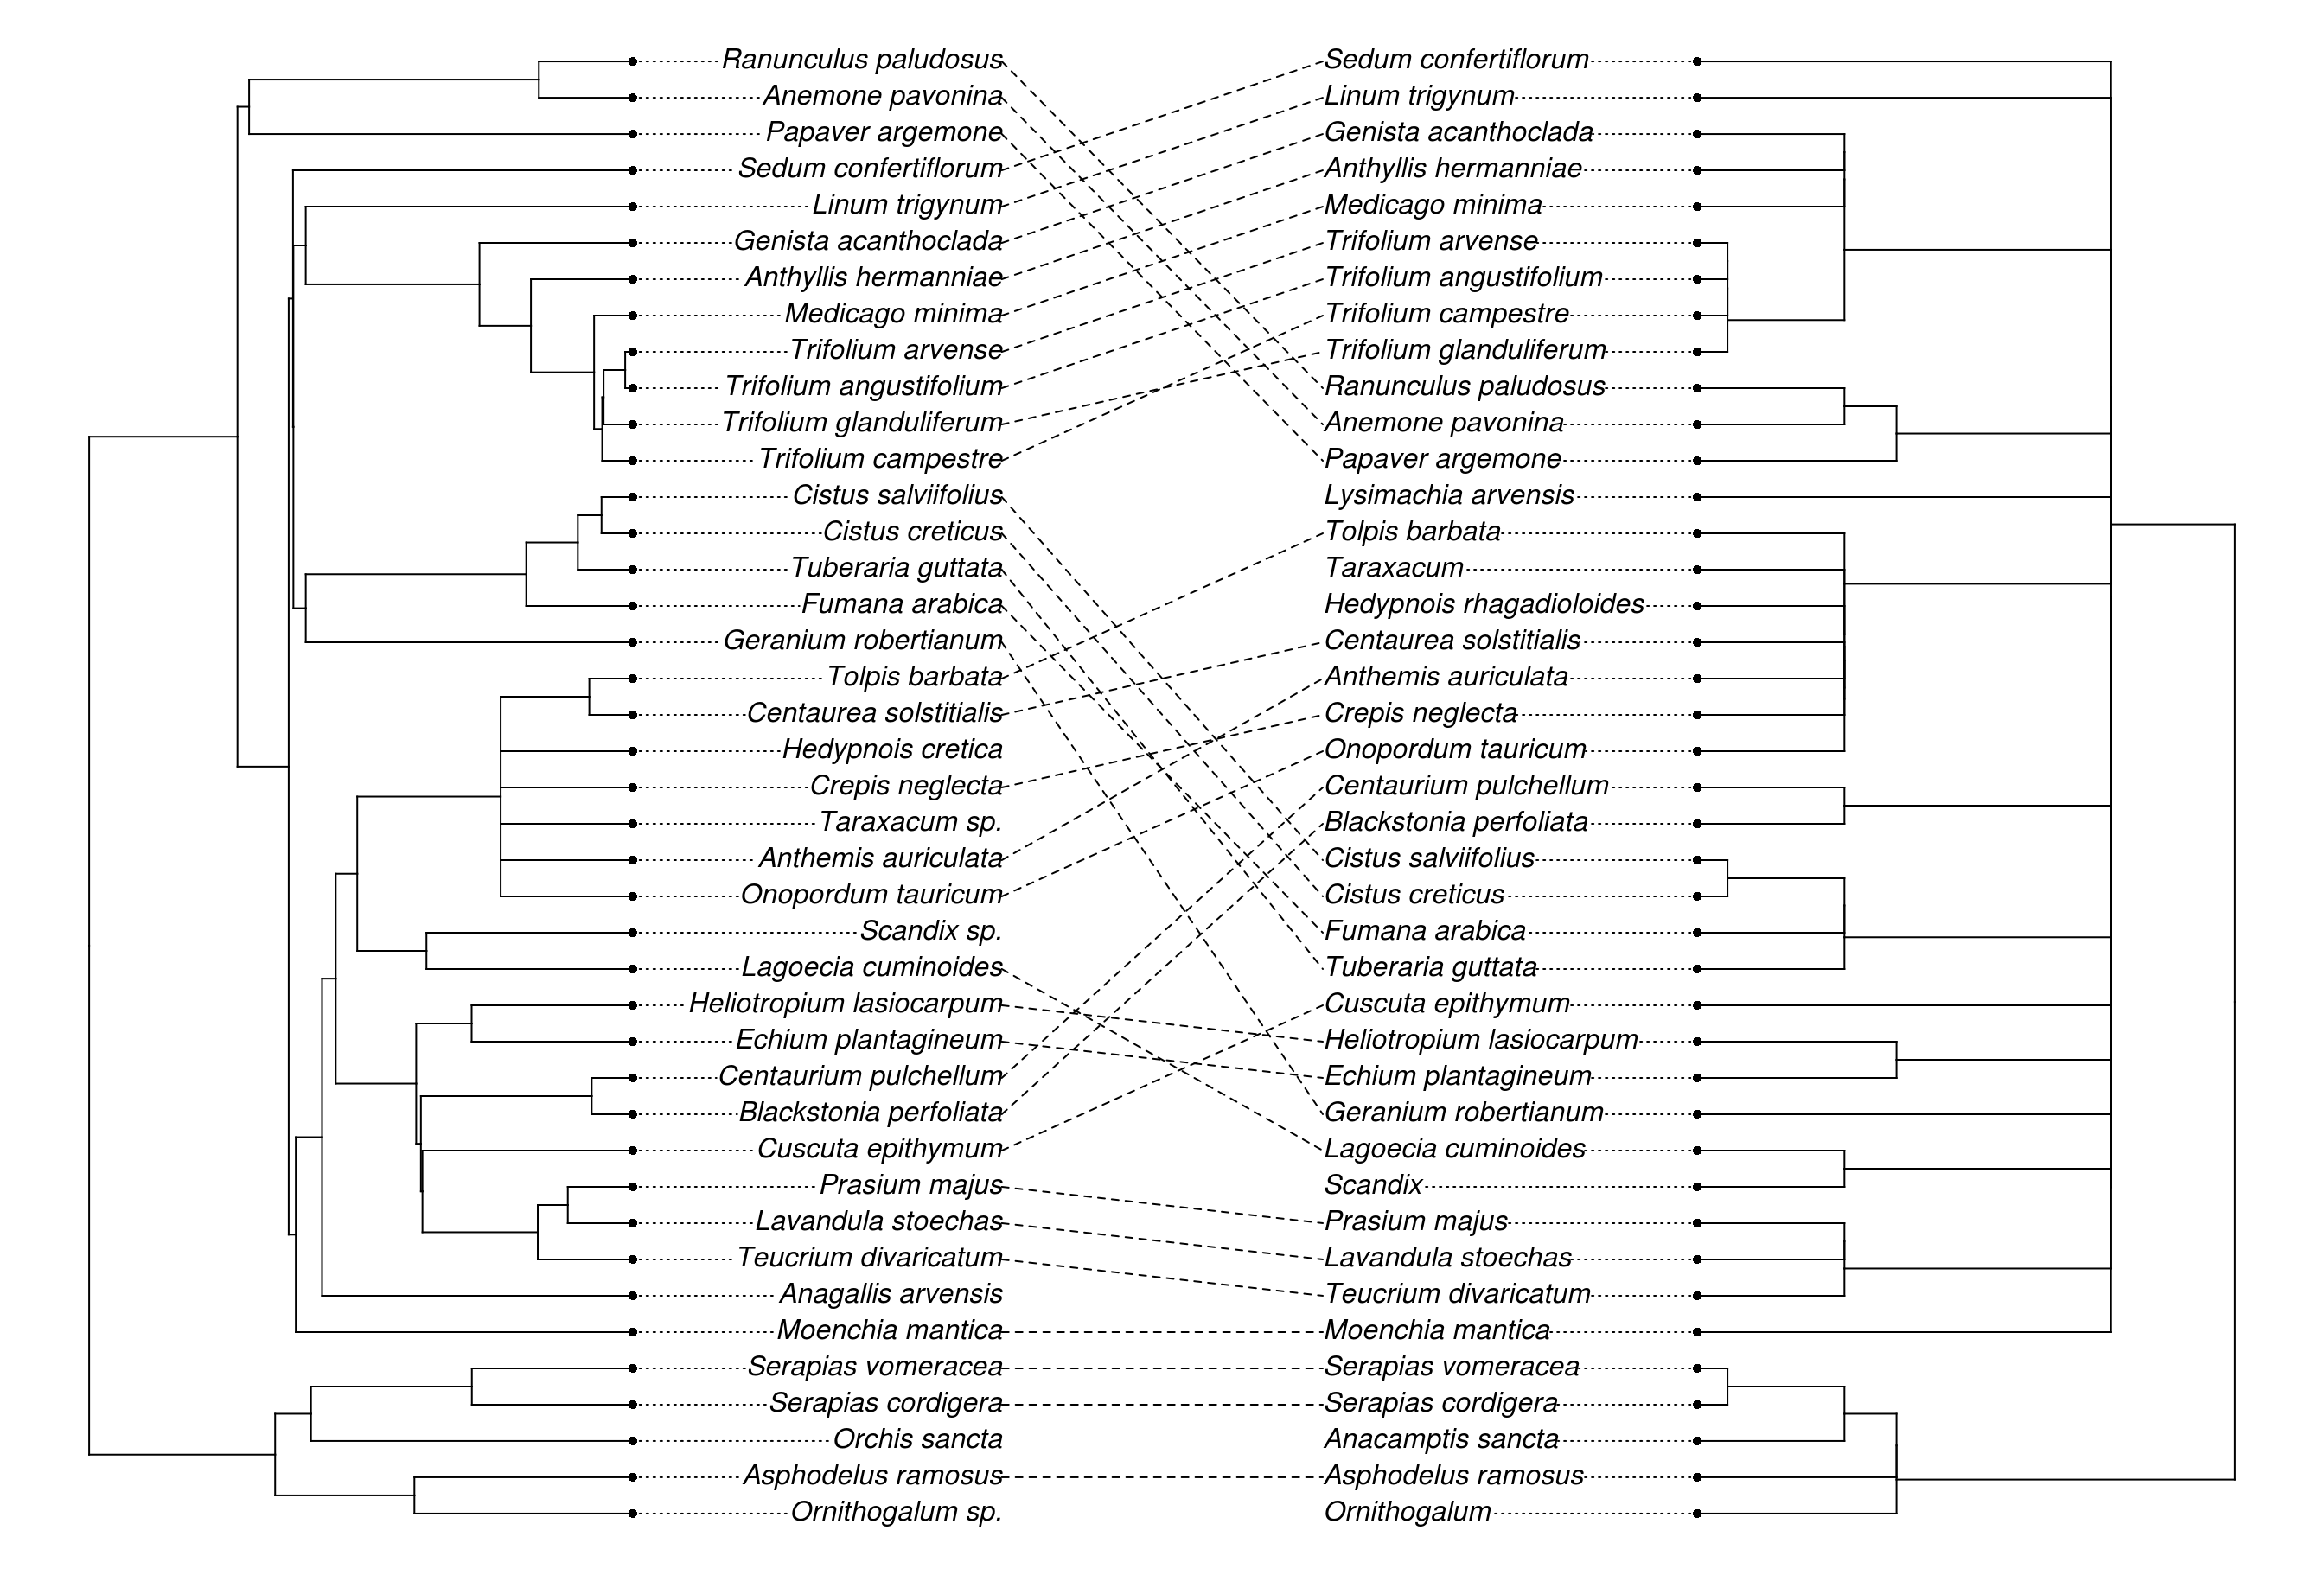 Ranunculus paludosus
Anemone pavonina
Papaver argemone
Sedum confertiflorum
Linum trigynum
Genista acanthoclada
Anthyllis hermanniae
Medicago minima
Trifolium arvense
Trifolium angustifolium
Trifolium glanduliferum
Trifolium campestre
Cistus salviifolius
Cistus creticus
Tuberaria guttata
Fumana arabica
Geranium robertianum
Tolpis barbata
Centaurea solstitialis
Hedypnois cretica
Crepis neglecta
Taraxacum sp.
Anthemis auriculata
Onopordum tauricum
Scandix sp.
Lagoecia cuminoides
Heliotropium lasiocarpum
Echium plantagineum
Centaurium pulchellum
Blackstonia perfoliata
Cuscuta epithymum
Prasium majus
Lavandula stoechas
Teucrium divaricatum
Anagallis arvensis
Moenchia mantica
Serapias vomeracea
Serapias cordigera
Orchis sancta
Asphodelus ramosus
Ornithogalum sp.
Sedum confertiflorum
Linum trigynum
Genista acanthoclada
Anthyllis hermanniae
Medicago minima
Trifolium arvense
Trifolium angustifolium
Trifolium campestre
Trifolium glanduliferum
Ranunculus paludosus
Anemone pavonina
Papaver argemone
Lysimachia arvensis
Tolpis barbata
Taraxacum
Hedypnois rhagadioloides
Centaurea solstitialis
Anthemis auriculata
Crepis neglecta
Onopordum tauricum
Centaurium pulchellum
Blackstonia perfoliata
Cistus salviifolius
Cistus creticus
Fumana arabica
Tuberaria guttata
Cuscuta epithymum
Heliotropium lasiocarpum
Echium plantagineum
Geranium robertianum
Lagoecia cuminoides
Scandix
Prasium majus
Lavandula stoechas
Teucrium divaricatum
Moenchia mantica
Serapias vomeracea
Serapias cordigera
Anacamptis sancta
Asphodelus ramosus
Ornithogalum